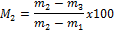 M₂ = (m₂ − m₃)/(m₂ − m₁) x100